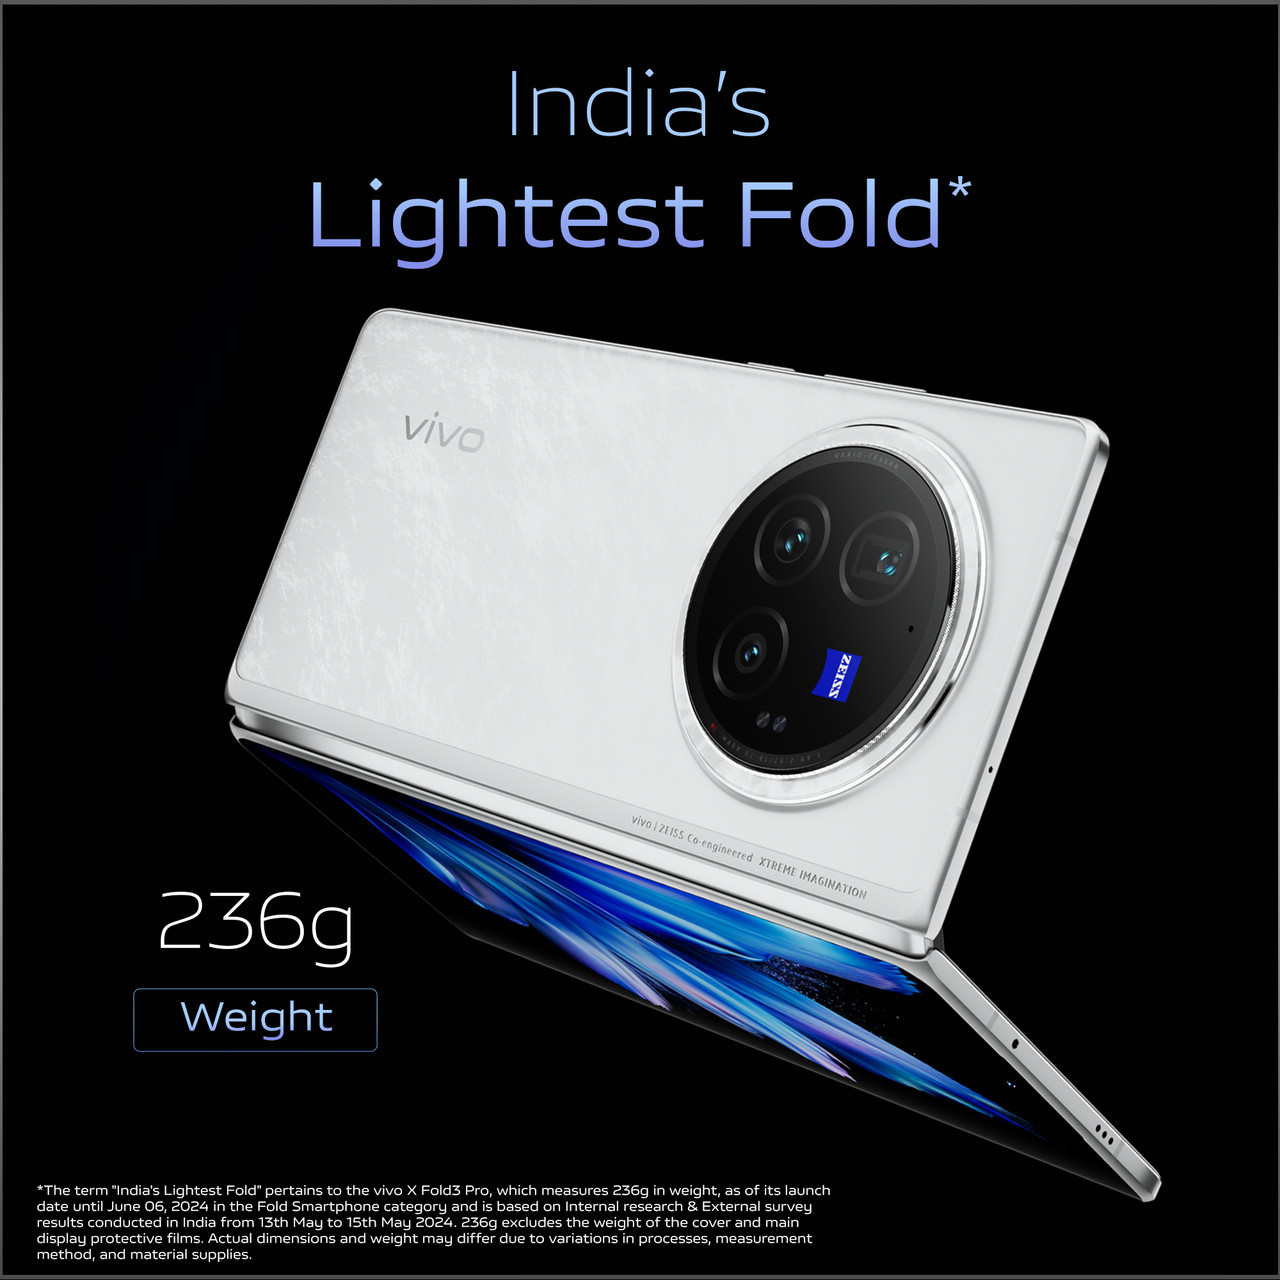 India's
Lightest Fold*
vivo
VARIO-TESSAR
ZEISS
vivo | ZEISS Co-engineered XTREME IMAGINATION
236g
Weight
*The term "India's Lightest Fold" pertains to the vivo X Fold3 Pro, which measures 236g in weight, as of its launch
date until June 06, 2024 in the Fold Smartphone category and is based on Internal research & External survey
results conducted in India from 13th May to 15th May 2024. 236g excludes the weight of the cover and main
display protective films. Actual dimensions and weight may differ due to variations in processes, measurement
method, and material supplies.